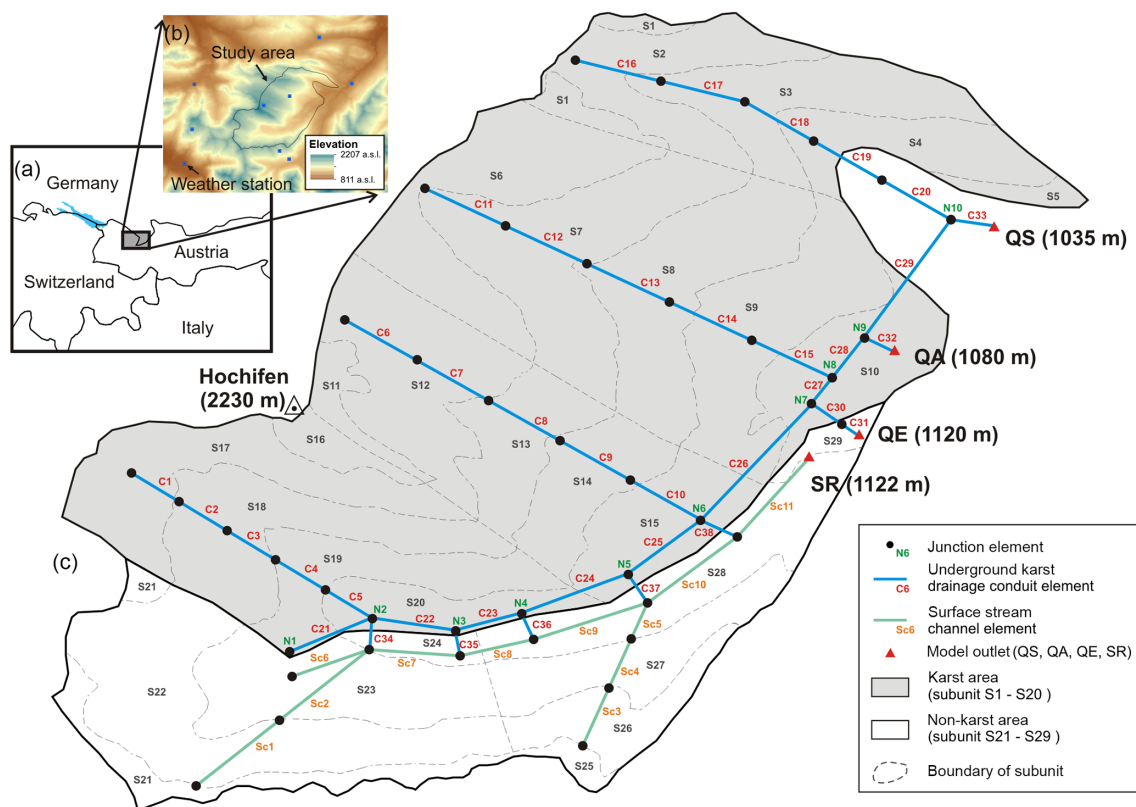 (b)
Study area
Elevation
2207 a.s.l.
811 a.s.l.
Weather station
(a)
Germany
Austria
Switzerland
Italy
(c)
Hochifen
(2230 m)
S1
S2
C16
C17
S1
S3
C18
S4
C19
C20
S5
N10
C33
QS (1035 m)
S6
C11
S7
C12
S8
C13
C29
S9
C14
N9
C32
C15
C28
QA (1080 m)
N8
S10
C27
N7
C30
C31
S29
QE (1120 m)
SR (1122 m)
C6
S11
S12
C7
C8
S13
C9
S14
C10
C26
N6
S15
C38
Sc11
S16
S17
C1
S18
C2
C3
S19
C4
C5
S20
C25
N5
C24
C37
Sc10
S28
S21
N2
C22
N3
C23
N4
C21
N1
C34
S24
C35
C36
Sc9
Sc5
Sc6
Sc7
Sc8
S27
S22
Sc2
S23
Sc4
Sc3
S26
Sc1
S21
S25
Junction element
N6
Underground karst
drainage conduit element
C6
Surface stream
channel element
Sc6
Model outlet (QS, QA, QE, SR)
Karst area
(subunit S1 - S20 )
Non-karst area
(subunit S21 - S29 )
Boundary of subunit